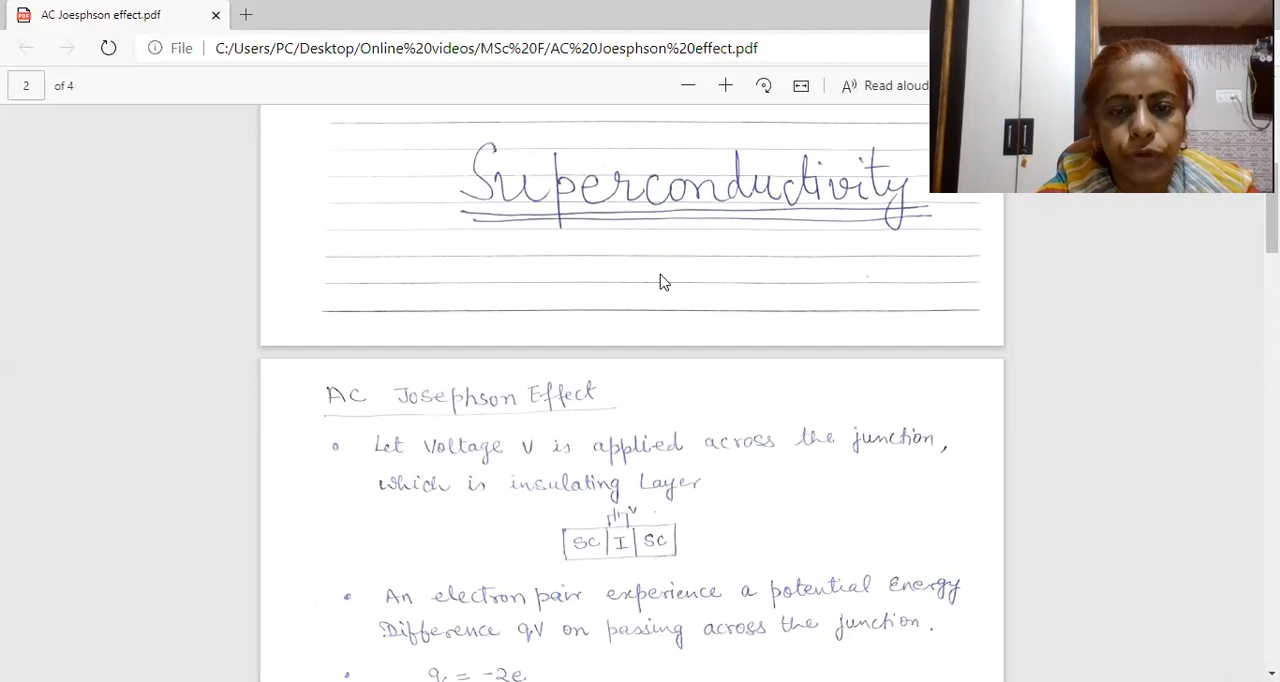 AC Joesphson effect.pdf
File C:/Users/PC/Desktop/Online%20videos/MSc%20F/AC%20Joesphson%20effect.pdf
2 of 4
Read aloud
Superconductivity
AC Josephson Effect
Let Voltage V is applied across the junction,
which is insulating Layer
V
SC I SC
An electron pair experience a potential Energy
Difference qV on passing across the junction.
q = -2e